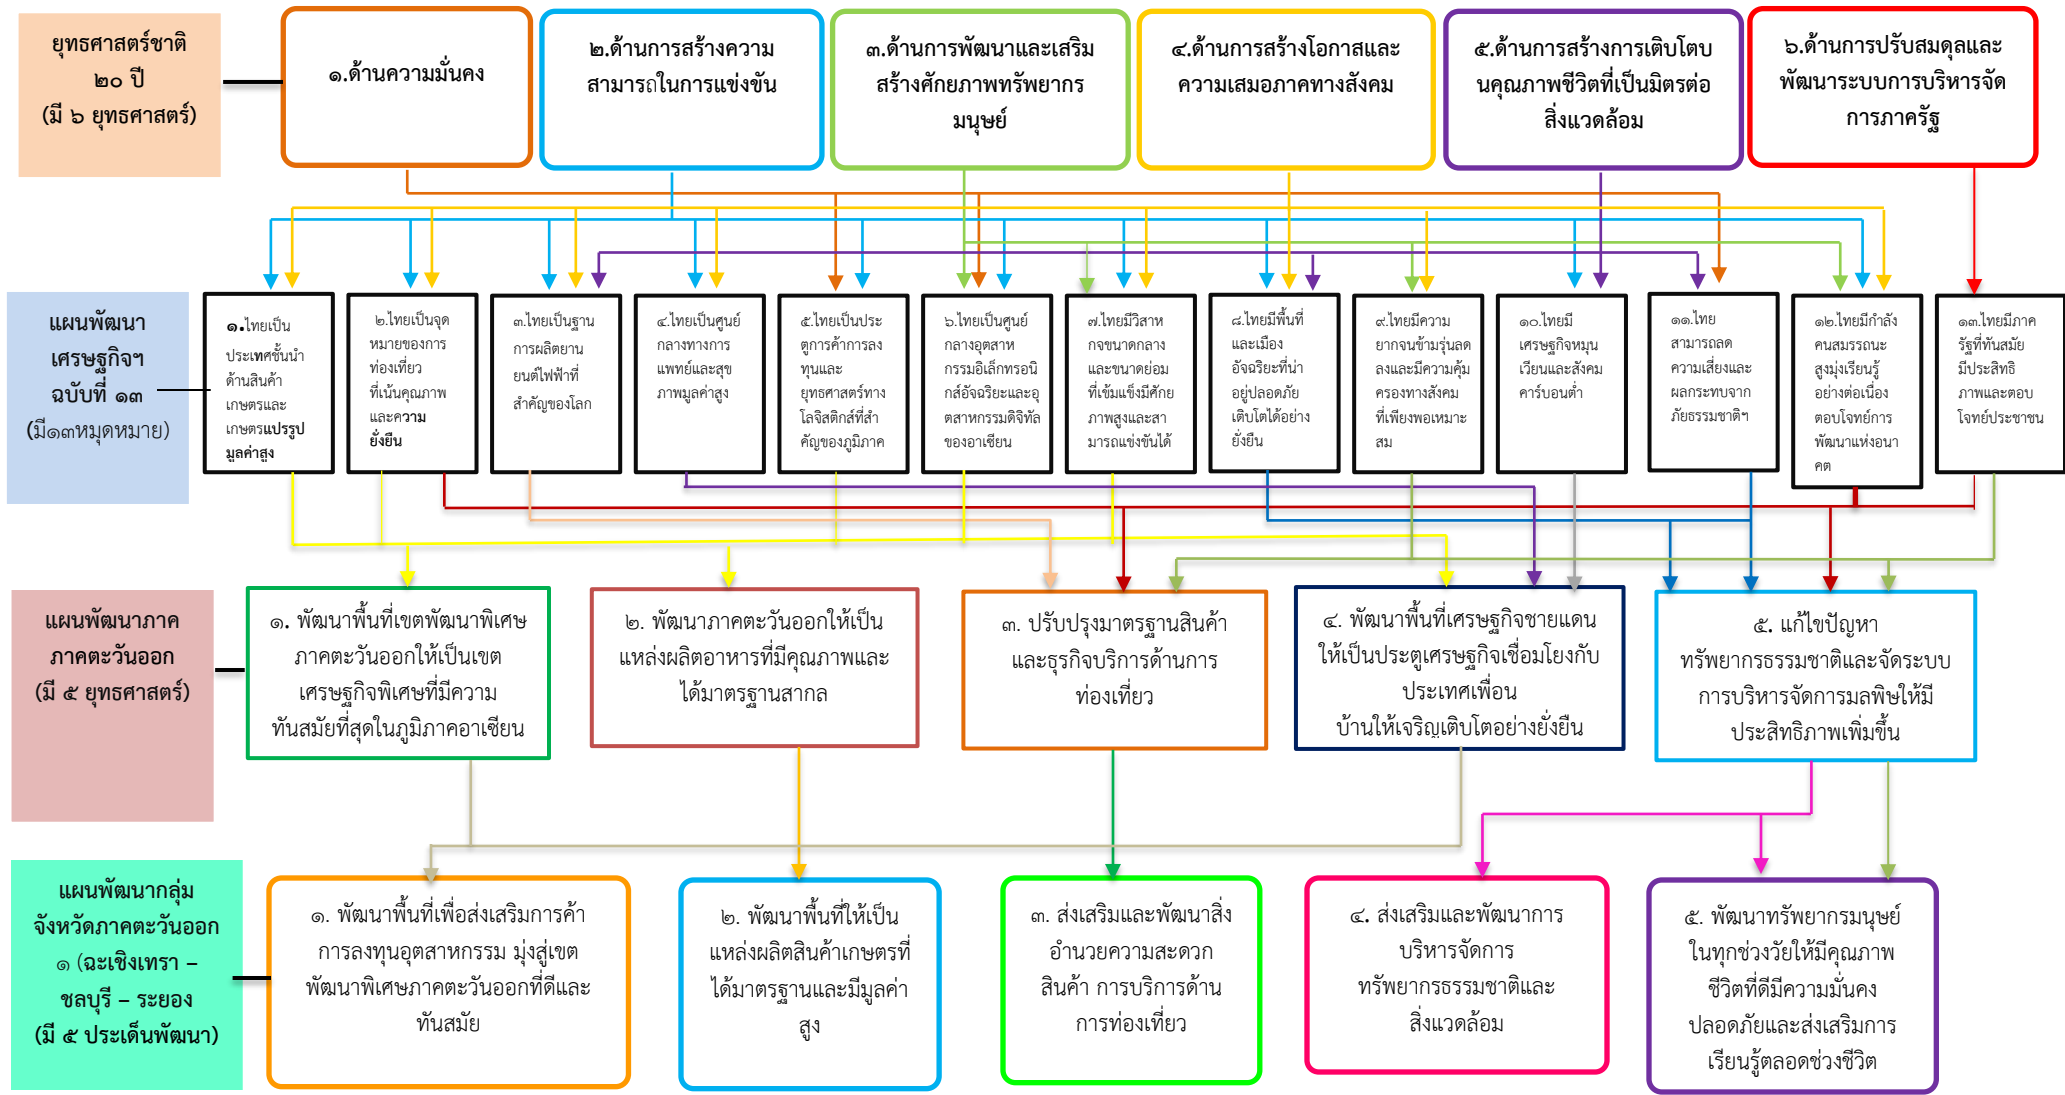 ยุทธศาสตร์ชาติ
๒๐ ปี
(มี ๖ ยุทธศาสตร์)
๑.ด้านความมั่นคง
๒.ด้านการสร้างความ
สามารถในการแข่งขัน
๓.ด้านการพัฒนาและเสริม
สร้างศักยภาพทรัพยากร
มนุษย์
๔.ด้านการสร้างโอกาสและ
ความเสมอภาคทางสังคม
๕.ด้านการสร้างการเติบโตบ
นคุณภาพชีวิตที่เป็นมิตรต่อ
สิ่งแวดล้อม
๖.ด้านการปรับสมดุลและ
พัฒนาระบบการบริหารจัด
การภาครัฐ
แผนพัฒนา
เศรษฐกิจฯ
ฉบับที่ ๑๓
(มี๑๓หมุดหมาย)
๑.ไทยเป็น
ประเทศชั้นนำ
ด้านสินค้า
เกษตรและ
เกษตรแปรรูป
มูลค่าสูง
๒.ไทยเป็นจุด
หมายของการ
ท่องเที่ยว
ที่เน้นคุณภาพ
และความ
ยั่งยืน
๓.ไทยเป็นฐาน
การผลิตยาน
ยนต์ไฟฟ้าที่
สำคัญของโลก
๔.ไทยเป็นศูนย์
กลางทางการ
แพทย์และสุข
ภาพมูลค่าสูง
๕.ไทยเป็นประ
ตูการค้าการลง
ทุนและ
ยุทธศาสตร์ทาง
โลจิสติกส์ที่สำ
คัญของภูมิภาค
๖.ไทยเป็นศูนย์
กลางอุตสาห
กรรมอิเล็กทรอนิ
กส์อัจฉริยะและอุ
ตสาหกรรมดิจิทัล
ของอาเซียน
๗.ไทยมีวิสาห
กจขนาดกลาง
และขนาดย่อม
ที่เข้มแข็งมีศักย
ภาพสูงและสา
มารถแข่งขันได้
๘.ไทยมีพื้นที่
และเมือง
อัจฉริยะที่น่า
อยู่ปลอดภัย
เติบโตได้อย่าง
ยั่งยืน
๙.ไทยมีความ
ยากจนข้ามรุ่นลด
ลงและมีความคุ้ม
ครองทางสังคม
ที่เพียงพอเหมาะ
สม
๑๐.ไทยมี
เศรษฐกิจหมุน
เวียนและสังคม
คาร์บอนต่ำ
๑๑.ไทย
สามารถลด
ความเสี่ยงและ
ผลกระทบจาก
ภัยธรรมชาติฯ
๑๒.ไทยมีกำลัง
คนสมรรถนะ
สูงมุ่งเรียนรู้
อย่างต่อเนื่อง
ตอบโจทย์การ
พัฒนาแห่งอนา
คต
๑๓.ไทยมีภาค
รัฐที่ทันสมัย
มีประสิทธิ
ภาพและตอบ
โจทย์ประชาชน
แผนพัฒนาภาค
ภาคตะวันออก
(มี ๕ ยุทธศาสตร์)
๑. พัฒนาพื้นที่เขตพัฒนาพิเศษ
ภาคตะวันออกให้เป็นเขต
เศรษฐกิจพิเศษที่มีความ
ทันสมัยที่สุดในภูมิภาคอาเซียน
๒. พัฒนาภาคตะวันออกให้เป็น
แหล่งผลิตอาหารที่มีคุณภาพและ
ได้มาตรฐานสากล
๓. ปรับปรุงมาตรฐานสินค้า
และธุรกิจบริการด้านการ
ท่องเที่ยว
๔. พัฒนาพื้นที่เศรษฐกิจชายแดน
ให้เป็นประตูเศรษฐกิจเชื่อมโยงกับ
ประเทศเพื่อน
บ้านให้เจริญเติบโตอย่างยั่งยืน
๕. แก้ไขปัญหา
ทรัพยากรธรรมชาติและจัดระบบ
การบริหารจัดการมลพิษให้มี
ประสิทธิภาพเพิ่มขึ้น
แผนพัฒนากลุ่ม
จังหวัดภาคตะวันออก
๑ (ฉะเชิงเทรา –
ชลบุรี – ระยอง
(มี ๕ ประเด็นพัฒนา)
๑. พัฒนาพื้นที่เพื่อส่งเสริมการค้า
การลงทุนอุตสาหกรรม มุ่งสู่เขต
พัฒนาพิเศษภาคตะวันออกที่ดีและ
ทันสมัย
๒. พัฒนาพื้นที่ให้เป็น
แหล่งผลิตสินค้าเกษตรที่
ได้มาตรฐานและมีมูลค่า
สูง
๓. ส่งเสริมและพัฒนาสิ่ง
อำนวยความสะดวก
สินค้า การบริการด้าน
การท่องเที่ยว
๔. ส่งเสริมและพัฒนาการ
บริหารจัดการ
ทรัพยากรธรรมชาติและ
สิ่งแวดล้อม
๕. พัฒนาทรัพยากรมนุษย์
ในทุกช่วงวัยให้มีคุณภาพ
ชีวิตที่ดีมีความมั่นคง
ปลอดภัยและส่งเสริมการ
เรียนรู้ตลอดช่วงชีวิต